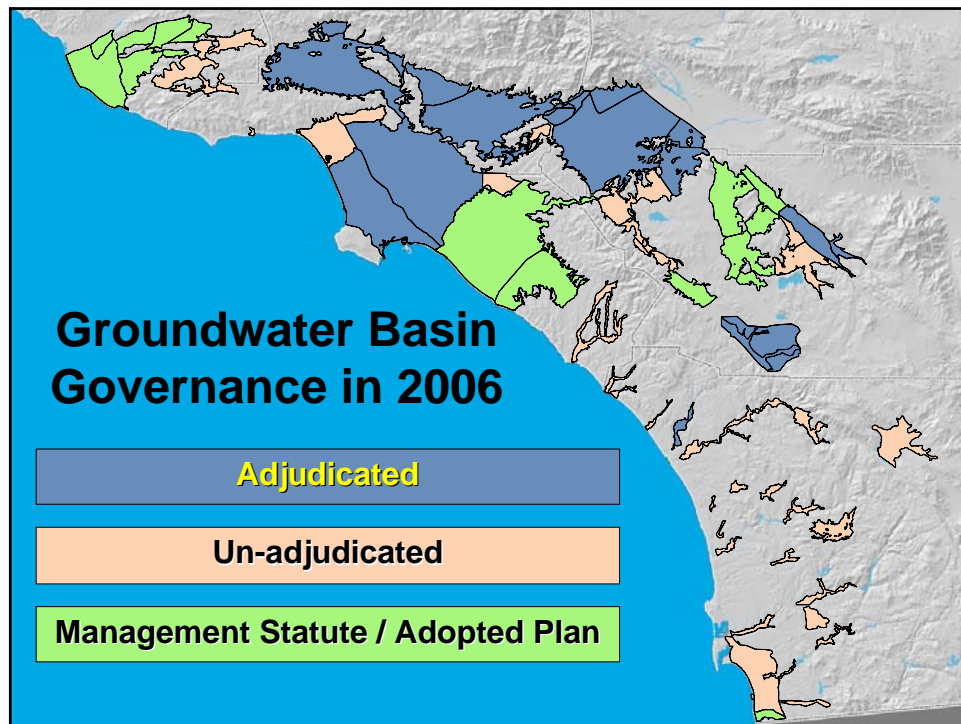 Groundwater Basin
Governance in 2006
Adjudicated
Un-adjudicated
Management Statute / Adopted Plan